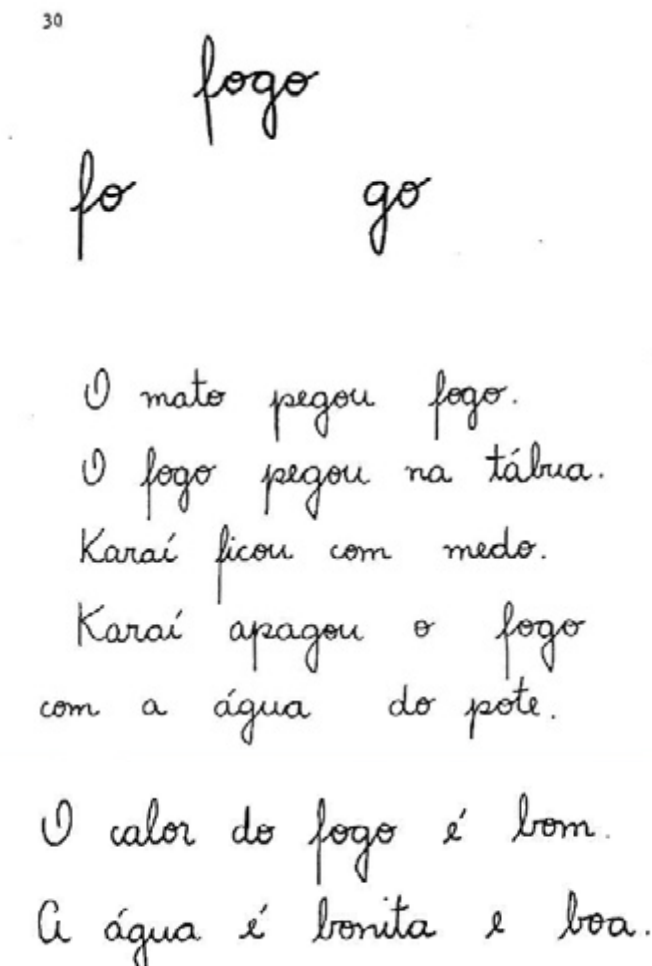 30
fogo
fo go
O mato pegou fogo.
O fogo pegou na tábua.
Karaí ficou com medo.
Karaí apagou o fogo
com a água do pote.
O calor do fogo é bom.
A água é bonita e boa.